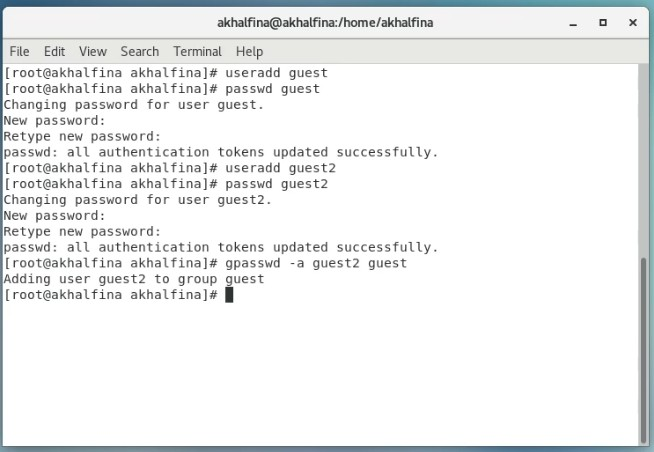 akhalfina@akhalfina:/home/akhalfina
File Edit View Search Terminal Help
[root@akhalfina akhalfina]# useradd guest
[root@akhalfina akhalfina]# passwd guest
Changing password for user guest.
New password:
Retype new password:
passwd: all authentication tokens updated successfully.
[root@akhalfina akhalfina]# useradd guest2
[root@akhalfina akhalfina]# passwd guest2
Changing password for user guest2.
New password:
Retype new password:
passwd: all authentication tokens updated successfully.
[root@akhalfina akhalfina]# gpasswd -a guest2 guest
Adding user guest2 to group guest
[root@akhalfina akhalfina]#